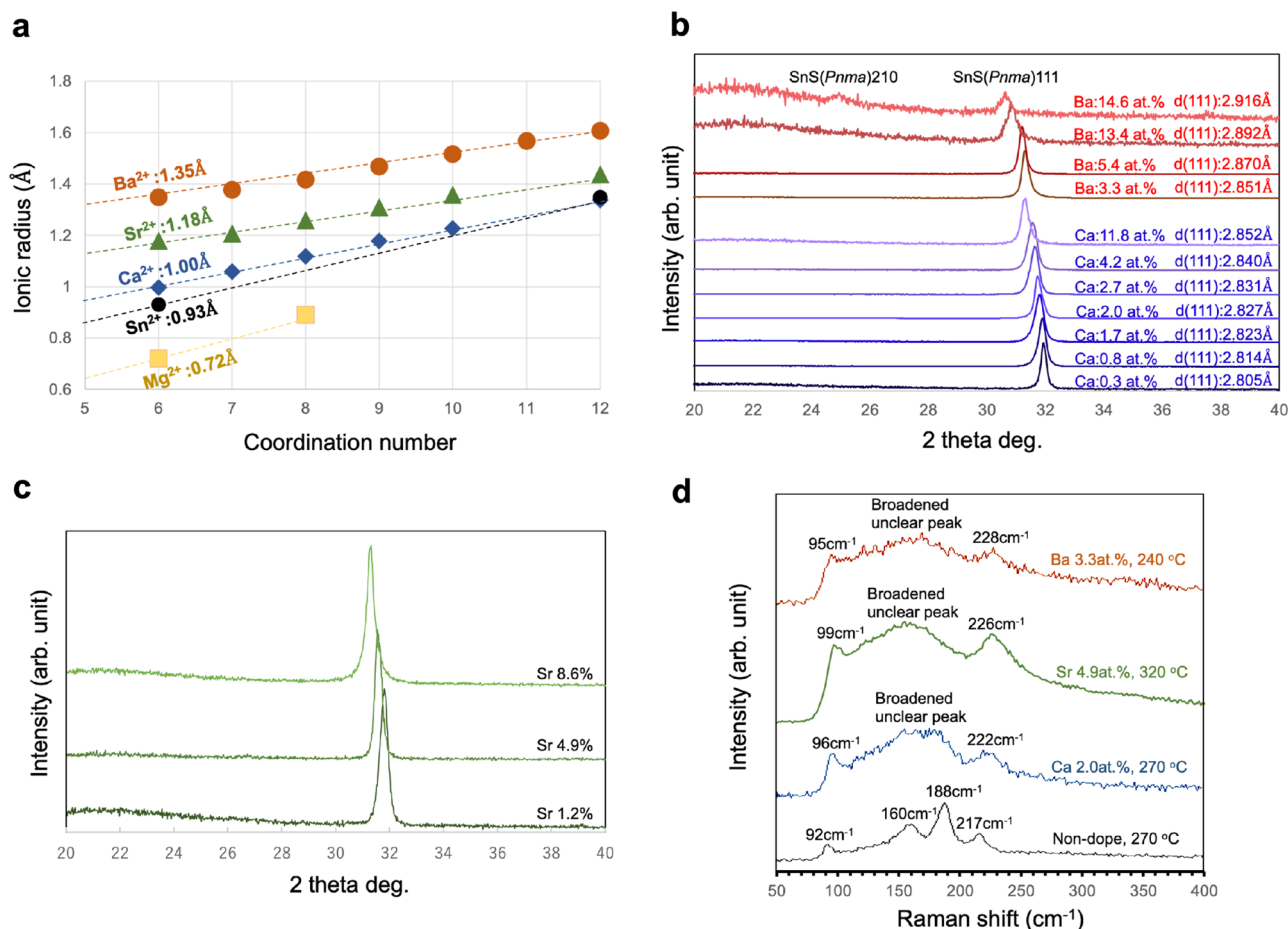 a
1.8
1.6
1.4
1.2
1
0.8
0.6
Ionic radius (Å)
Ba²⁺:1.35Å
Sr²⁺:1.18Å
Ca²⁺:1.00Å
Sn²⁺:0.93Å
Mg²⁺:0.72Å
5 6 7 8 9 10 11 12
Coordination number
b
Intensity (arb. unit)
SnS(Pnma)210 SnS(Pnma)111
Ba:14.6 at.% d(111):2.916Å
Ba:13.4 at.% d(111):2.892Å
Ba:5.4 at.% d(111):2.870Å
Ba:3.3 at.% d(111):2.851Å
Ca:11.8 at.% d(111):2.852Å
Ca:4.2 at.% d(111):2.840Å
Ca:2.7 at.% d(111):2.831Å
Ca:2.0 at.% d(111):2.827Å
Ca:1.7 at.% d(111):2.823Å
Ca:0.8 at.% d(111):2.814Å
Ca:0.3 at.% d(111):2.805Å
20 22 24 26 28 30 32 34 36 38 40
2 theta deg.
c
Intensity (arb. unit)
Sr 8.6%
Sr 4.9%
Sr 1.2%
20 22 24 26 28 30 32 34 36 38 40
2 theta deg.
d
Intensity (arb. unit)
Broadened
unclear peak
95cm⁻¹
228cm⁻¹
Ba 3.3at.%, 240 °C
Broadened
unclear peak
99cm⁻¹
226cm⁻¹
Sr 4.9at.%, 320 °C
Broadened
unclear peak
96cm⁻¹
222cm⁻¹
Ca 2.0at.%, 270 °C
188cm⁻¹
160cm⁻¹
217cm⁻¹
92cm⁻¹
Non-dope, 270 °C
50 100 150 200 250 300 350 400
Raman shift (cm⁻¹)